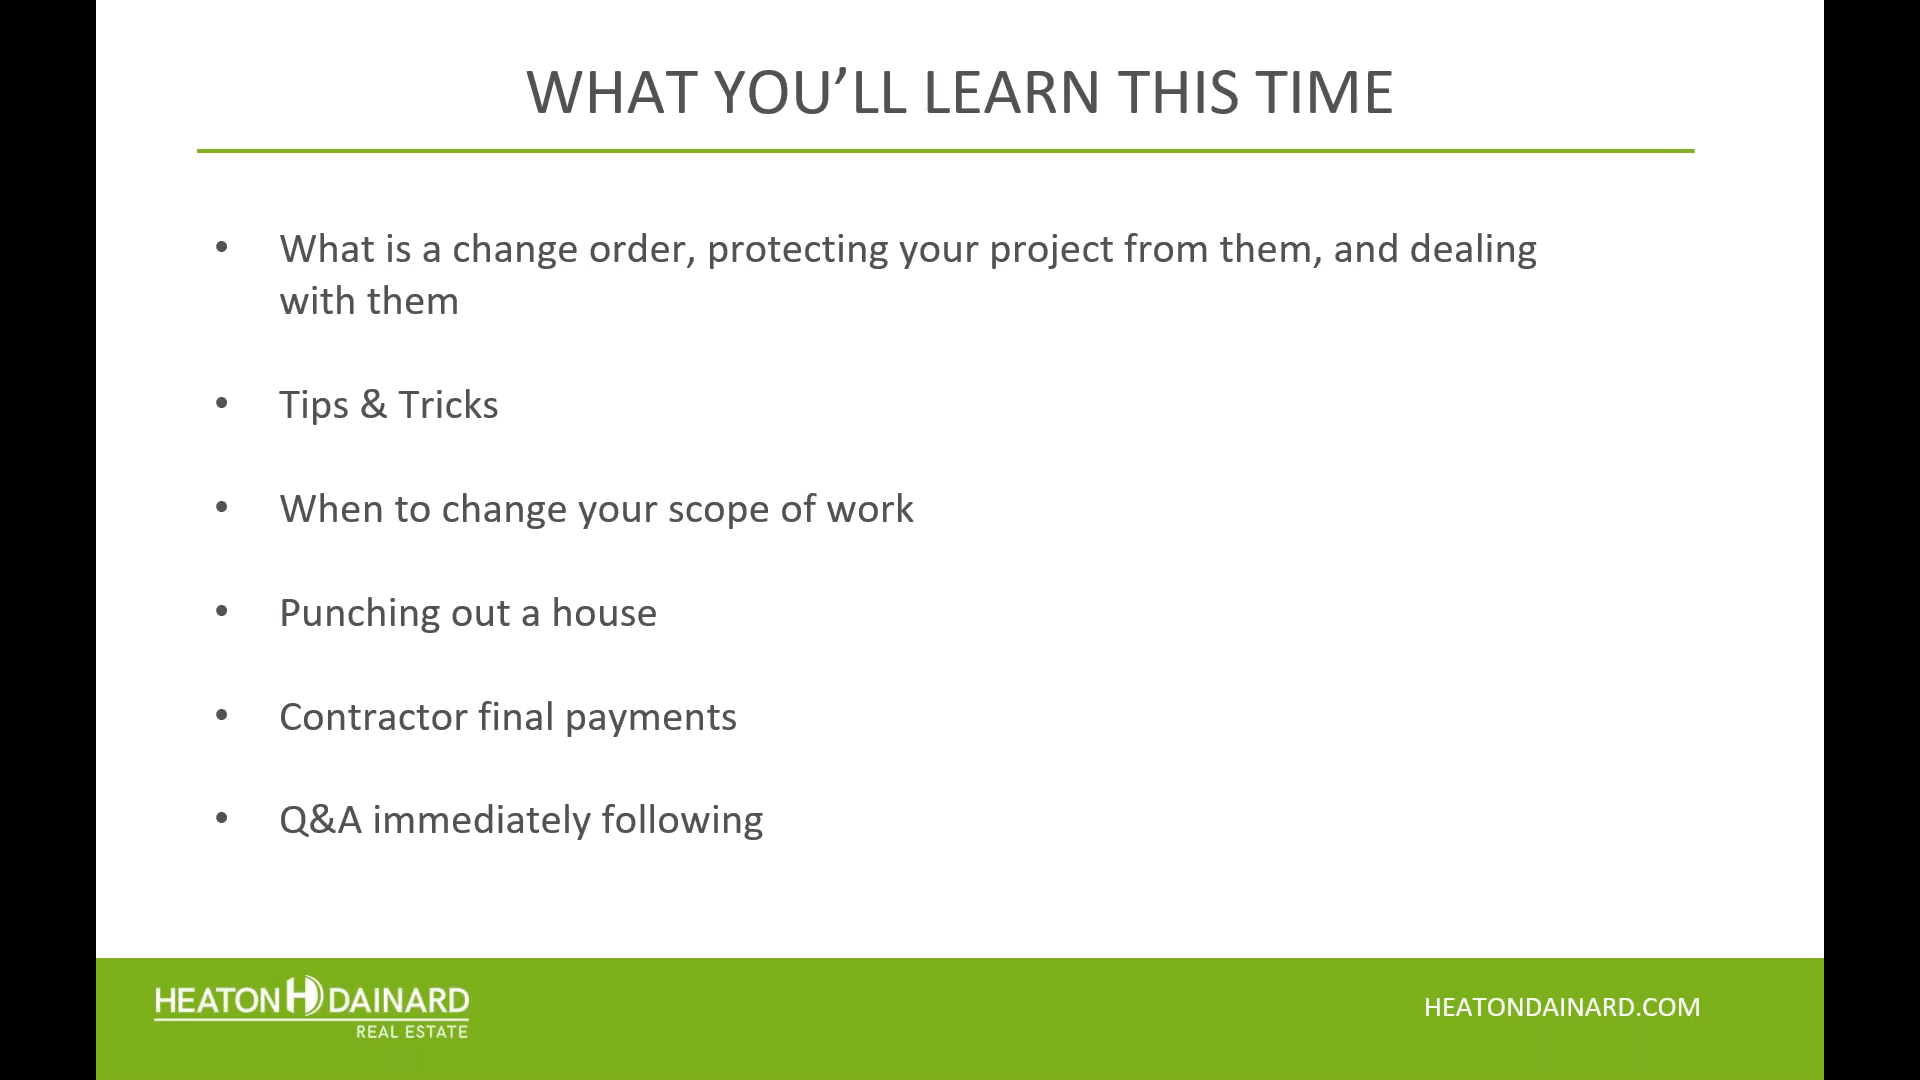 WHAT YOU’LL LEARN THIS TIME
• What is a change order, protecting your project from them, and dealing
with them
• Tips & Tricks
• When to change your scope of work
• Punching out a house
• Contractor final payments
• Q&A immediately following
HEATON H DAINARD
REAL ESTATE
HEATONDAINARD.COM